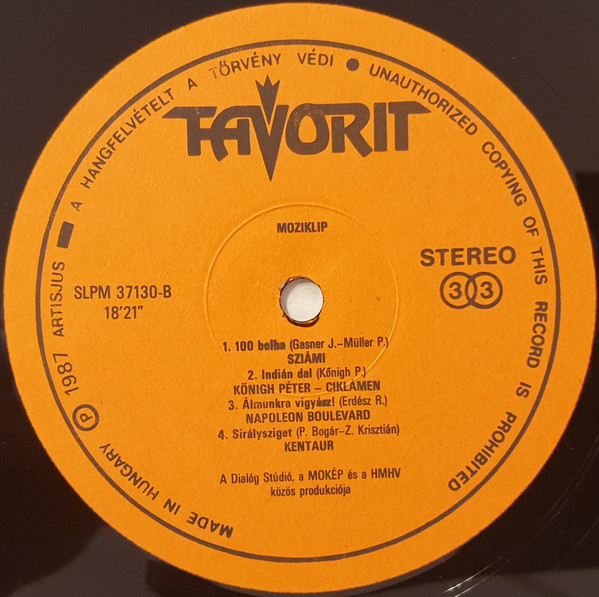 MADE IN HUNGARY Ⓟ 1987 ARTISJUS ■ A HANGFELVÉTELT A TÖRVÉNY VÉDI ● UNAUTHORIZED COPYING OF THIS RECORD IS PROHIBITED
FAVORIT
MOZIKLIP
STEREO
33
SLPM 37130-B
18'21"
1. 100 bolha (Gasner J.–Müller P.)
SZIÁMI
2. Indián dal (Kőnigh P.)
KÖNIGH PÉTER – CIKLÁMEN
3. Álmunkra vigyázz! (Erdész R.)
NAPOLEON BOULEVARD
4. Sirálysziget (P. Bogár–Z. Krisztián)
KENTAUR
A Dialóg Stúdió, a MOKÉP és a HMHV
közös produkciója